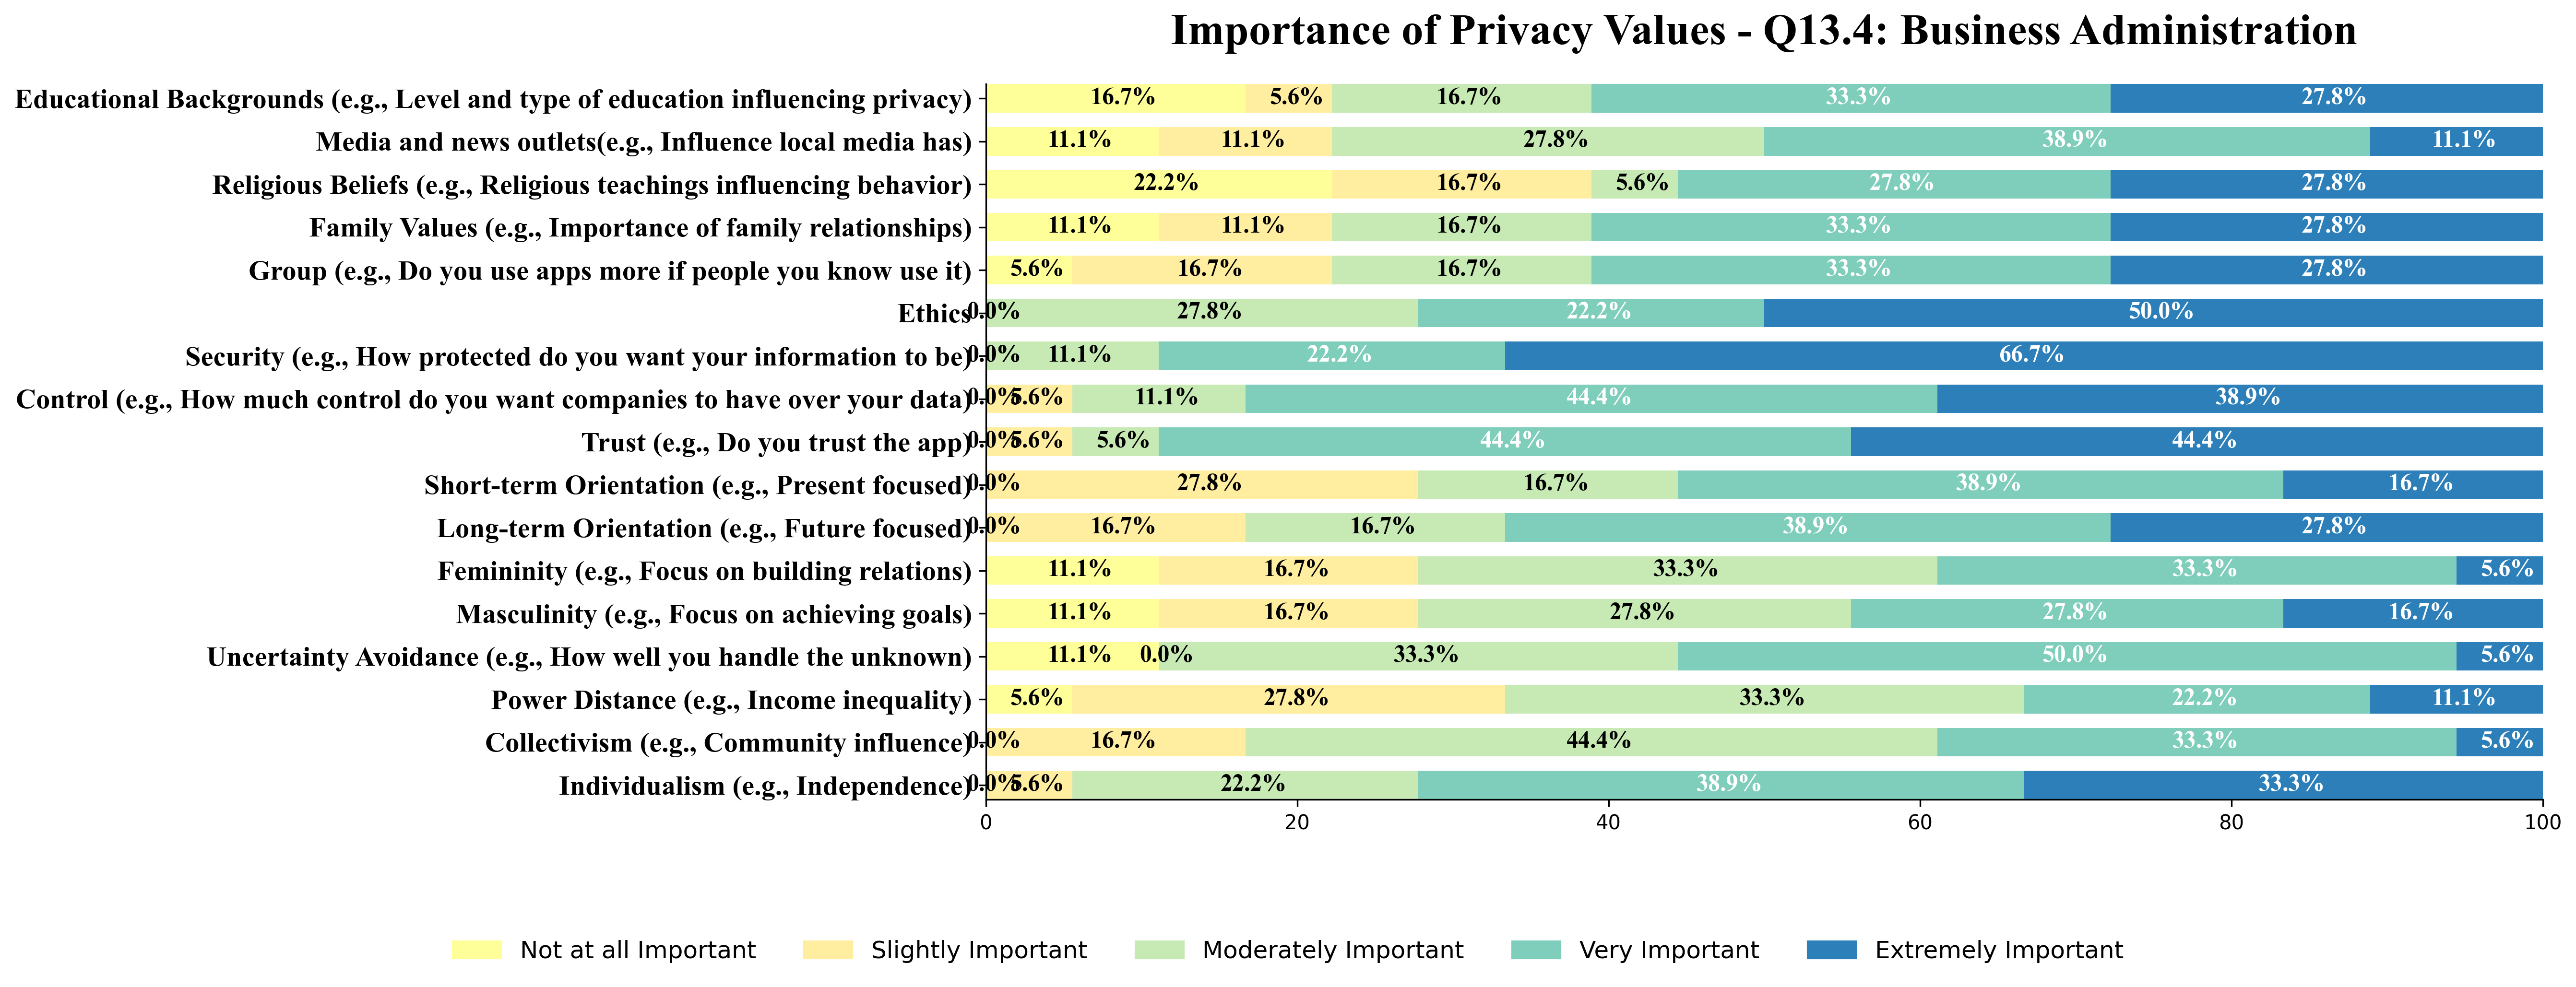 Importance of Privacy Values - Q13.4: Business Administration
Educational Backgrounds (e.g., Level and type of education influencing privacy) 16.7% 5.6% 16.7% 33.3% 27.8%
Media and news outlets(e.g., Influence local media has) 11.1% 11.1% 27.8% 38.9% 11.1%
Religious Beliefs (e.g., Religious teachings influencing behavior) 22.2% 16.7% 5.6% 27.8% 27.8%
Family Values (e.g., Importance of family relationships) 11.1% 11.1% 16.7% 33.3% 27.8%
Group (e.g., Do you use apps more if people you know use it) 5.6% 16.7% 16.7% 33.3% 27.8%
Ethics 0.0% 27.8% 22.2% 50.0%
Security (e.g., How protected do you want your information to be) 0.0% 11.1% 22.2% 66.7%
Control (e.g., How much control do you want companies to have over your data) 0.0% 5.6% 11.1% 44.4% 38.9%
Trust (e.g., Do you trust the app) 0.0% 5.6% 5.6% 44.4% 44.4%
Short-term Orientation (e.g., Present focused) 0.0% 27.8% 16.7% 38.9% 16.7%
Long-term Orientation (e.g., Future focused) 0.0% 16.7% 16.7% 38.9% 27.8%
Femininity (e.g., Focus on building relations) 11.1% 16.7% 33.3% 33.3% 5.6%
Masculinity (e.g., Focus on achieving goals) 11.1% 16.7% 27.8% 27.8% 16.7%
Uncertainty Avoidance (e.g., How well you handle the unknown) 11.1% 0.0% 33.3% 50.0% 5.6%
Power Distance (e.g., Income inequality) 5.6% 27.8% 33.3% 22.2% 11.1%
Collectivism (e.g., Community influence) 0.0% 16.7% 44.4% 33.3% 5.6%
Individualism (e.g., Independence) 0.0% 5.6% 22.2% 38.9% 33.3%
0 20 40 60 80 100
Not at all Important Slightly Important Moderately Important Very Important Extremely Important